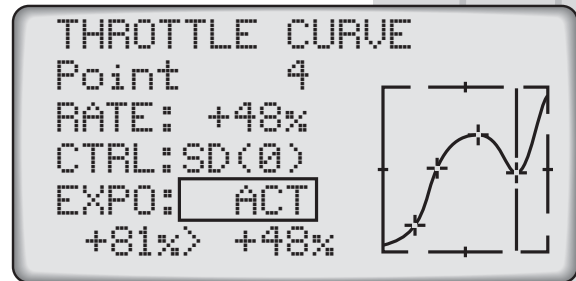 THROTTLE CURVE
Point 4
RATE: +48%
CTRL:SD(0)
EXPO: ACT
+81%> +48%